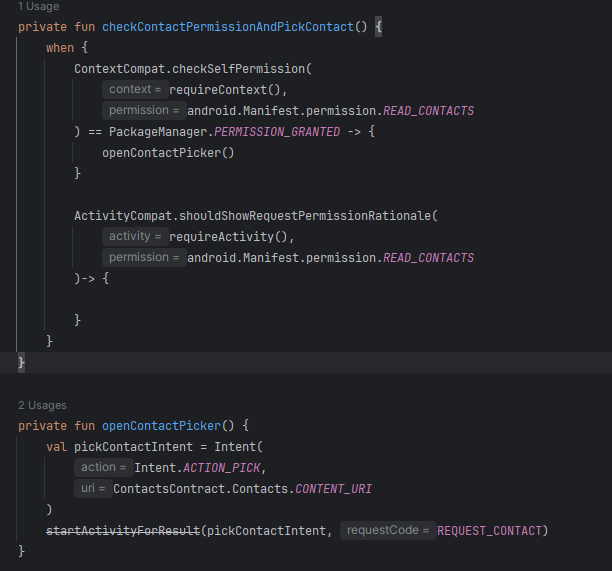 1 Usage
private fun checkContactPermissionAndPickContact() {
when {
ContextCompat.checkSelfPermission(
context = requireContext(),
permission = android.Manifest.permission.READ_CONTACTS
) == PackageManager.PERMISSION_GRANTED -> {
openContactPicker()
}
ActivityCompat.shouldShowRequestPermissionRationale(
activity = requireActivity(),
permission = android.Manifest.permission.READ_CONTACTS
)-> {
}
}
}
2 Usages
private fun openContactPicker() {
val pickContactIntent = Intent(
action = Intent.ACTION_PICK,
uri = ContactsContract.Contacts.CONTENT_URI
)
startActivityForResult(pickContactIntent, requestCode = REQUEST_CONTACT)
}